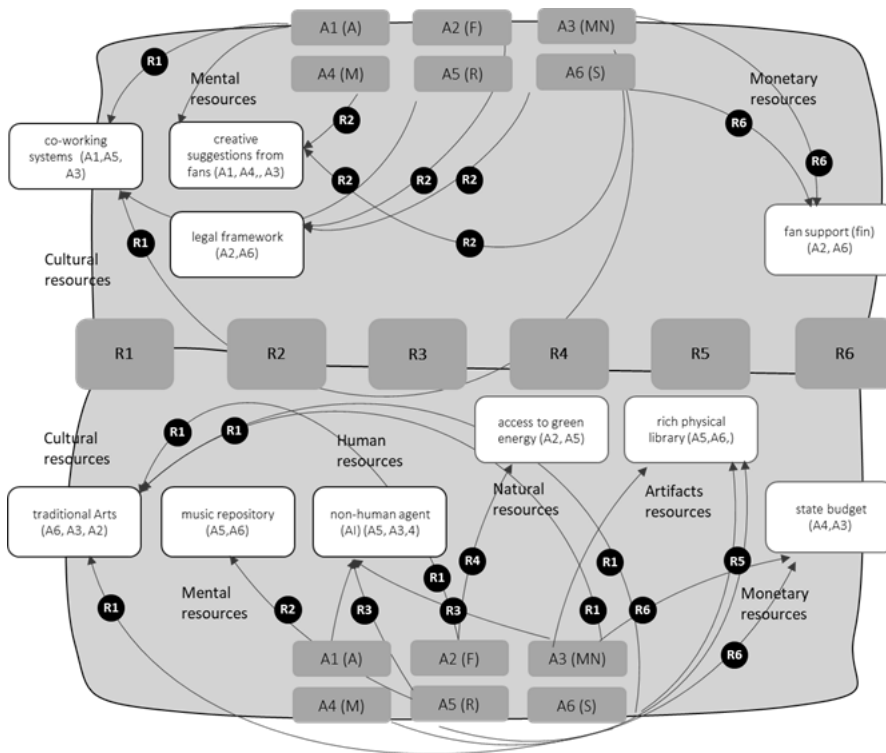 A1 (A)
A2 (F)
A3 (MN)
R1
Mental
resources
A4 (M)
A5 (R)
A6 (S)
Monetary
resources
R2
R6
co-working
systems (A1,A5,
A3)
creative
suggestions from
fans (A1, A4,, A3)
R6
R2
R2
R2
legal framework
(A2,A6)
fan support (fin)
(A2, A6)
R1
R2
Cultural
resources
R1
R2
R3
R4
R5
R6
Cultural
resources
R1
R1
Human
resources
access to green
energy (A2, A5)
rich physical
library (A5,A6,)
Natural
resources
Artifacts
resources
traditional Arts
(A6, A3, A2)
music repository
(A5,A6)
non-human agent
(AI) (A5, A3,4)
state budget
(A4,A3)
R4
R1
R5
R1
Mental
resources
R2
R3
R1
R3
R1
R6
Monetary
resources
R6
A1 (A)
A2 (F)
A3 (MN)
A4 (M)
A5 (R)
A6 (S)